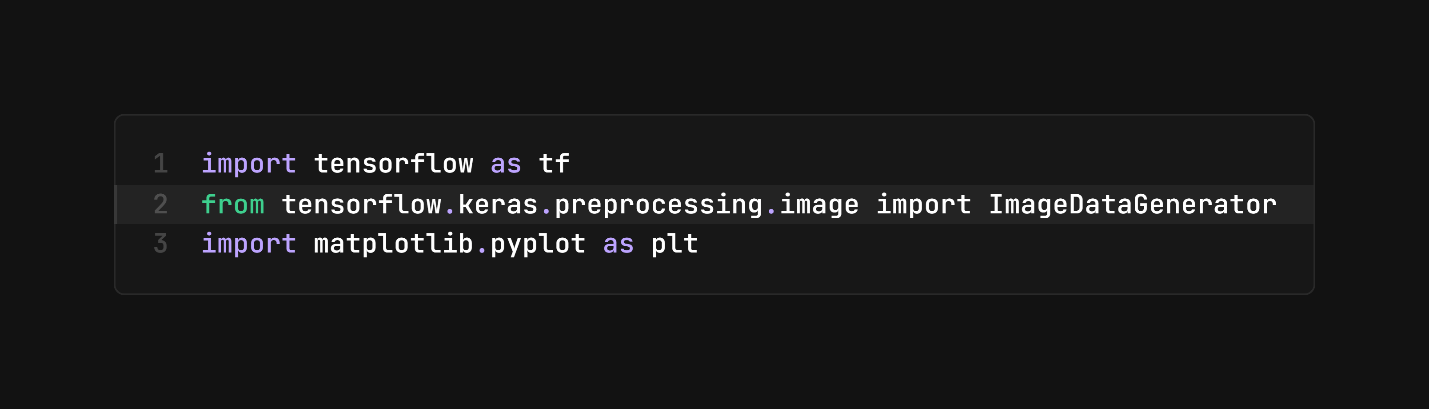 1 import tensorflow as tf
2 from tensorflow.keras.preprocessing.image import ImageDataGenerator
3 import matplotlib.pyplot as plt